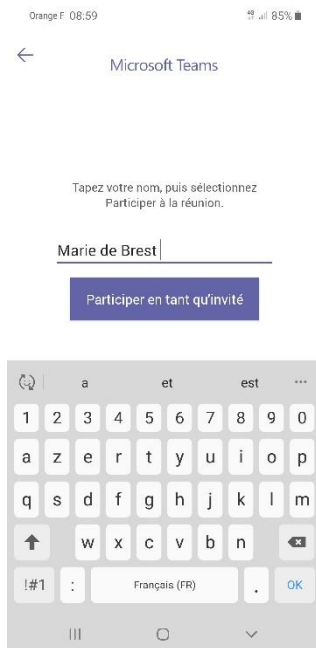 Orange F 08:59 85%
Microsoft Teams
Tapez votre nom, puis sélectionnez
Participer à la réunion.
Marie de Brest
Participer en tant qu'invité
a et est ...
1 2 3 4 5 6 7 8 9 0
a z e r t y u i o p
q s d f g h j k l m
w x c v b n
!#1 : Français (FR) . OK